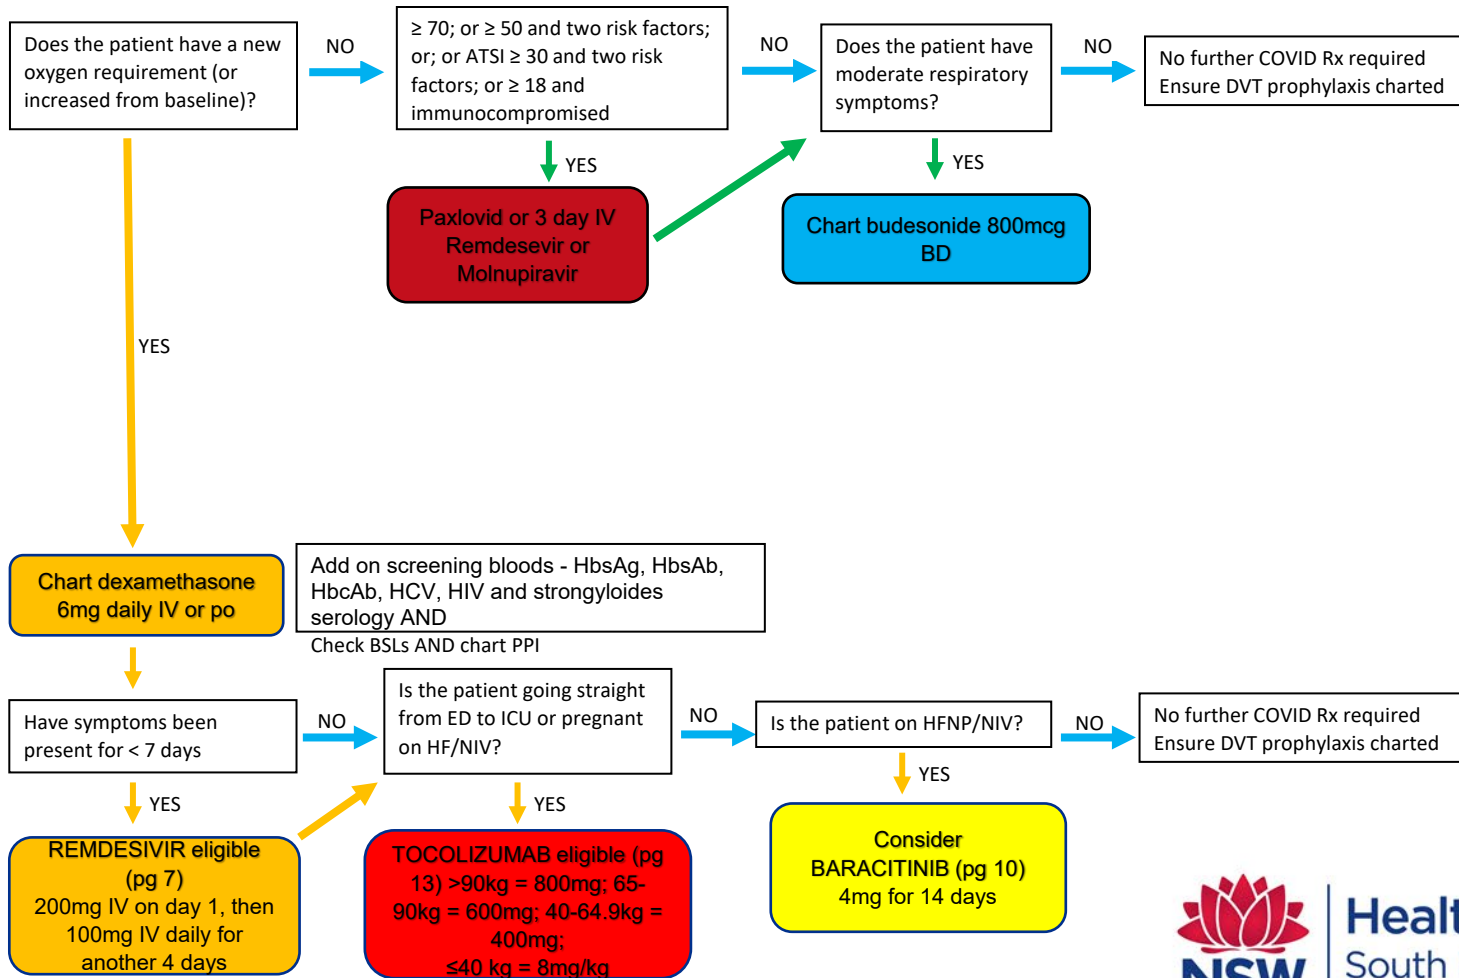 Does the patient have a new
oxygen requirement (or
increased from baseline)?
NO
≥ 70; or ≥ 50 and two risk factors;
or; or ATSI ≥ 30 and two risk
factors; or ≥ 18 and
immunocompromised
NO
Does the patient have
moderate respiratory
symptoms?
NO
No further COVID Rx required
Ensure DVT prophylaxis charted
YES
YES
Paxlovid or 3 day IV
Remdesevir or
Molnupiravir
Chart budesonide 800mcg
BD
YES
Chart dexamethasone
6mg daily IV or po
Add on screening bloods - HbsAg, HbsAb,
HbcAb, HCV, HIV and strongyloides
serology AND
Check BSLs AND chart PPI
Have symptoms been
present for < 7 days
NO
Is the patient going straight
from ED to ICU or pregnant
on HF/NIV?
NO
Is the patient on HFNP/NIV?
NO
No further COVID Rx required
Ensure DVT prophylaxis charted
YES
YES
YES
REMDESIVIR eligible
(pg 7)
200mg IV on day 1, then
100mg IV daily for
another 4 days
TOCOLIZUMAB eligible (pg
13) >90kg = 800mg; 65-
90kg = 600mg; 40-64.9kg =
400mg;
≤40 kg = 8mg/kg
Consider
BARACITINIB (pg 10)
4mg for 14 days
NSW
Healt
South